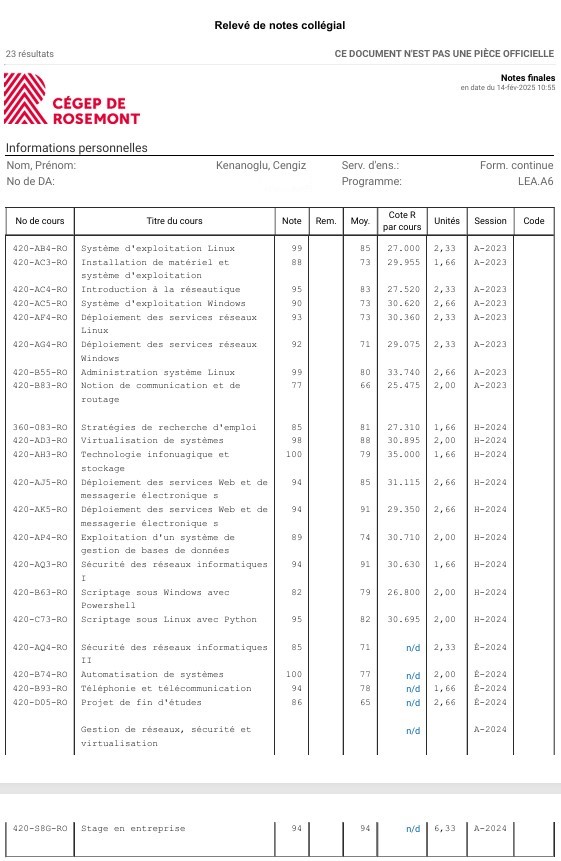 Relevé de notes collégial
23 résultats CE DOCUMENT N'EST PAS UNE PIÈCE OFFICIELLE
CÉGEP DE
ROSEMONT
Notes finales
en date du 14-fév-2025 10:55
Informations personnelles
Nom, Prénom: Kenanoglu, Cengiz Serv. d'ens.: Form. continue
No de DA: Programme: LEA.A6
No de cours Titre du cours Note Rem. Moy. Cote R par cours Unités Session Code
420-AB4-RO Système d'exploitation Linux 99 85 27.000 2,33 A-2023
420-AC3-RO Installation de matériel et 88 73 29.955 1,66 A-2023
système d'exploitation
420-AC4-RO Introduction à la réseautique 95 83 27.520 2,33 A-2023
420-AC5-RO Système d'exploitation Windows 90 73 30.620 2,66 A-2023
420-AF4-RO Déploiement des services réseaux 93 73 30.360 2,33 A-2023
Linux
420-AG4-RO Déploiement des services réseaux 92 71 29.075 2,33 A-2023
Windows
420-B55-RO Administration système Linux 99 80 33.740 2,66 A-2023
420-B83-RO Notion de communication et de 77 66 25.475 2,00 A-2023
routage
360-083-RO Stratégies de recherche d'emploi 85 81 27.310 1,66 H-2024
420-AD3-RO Virtualisation de systèmes 98 88 30.895 2,00 H-2024
420-AH3-RO Technologie infonuagique et 100 79 35.000 1,66 H-2024
stockage
420-AJ5-RO Déploiement des services Web et de 94 85 31.115 2,66 H-2024
messagerie électronique s
420-AK5-RO Déploiement des services Web et de 94 91 29.350 2,66 H-2024
messagerie électronique s
420-AP4-RO Exploitation d'un système de 89 74 30.710 2,00 H-2024
gestion de bases de données
420-AQ3-RO Sécurité des réseaux informatiques 94 91 30.630 1,66 H-2024
I
420-B63-RO Scriptage sous Windows avec 82 79 26.800 2,00 H-2024
Powershell
420-C73-RO Scriptage sous Linux avec Python 95 82 30.695 2,00 H-2024
420-AQ4-RO Sécurité des réseaux informatiques 85 71 n/d 2,33 É-2024
II
420-B74-RO Automatisation de systèmes 100 77 n/d 2,00 É-2024
420-B93-RO Téléphonie et télécommunication 94 78 n/d 1,66 É-2024
420-D05-RO Projet de fin d'études 86 65 n/d 2,66 É-2024
Gestion de réseaux, sécurité et n/d A-2024
virtualisation
420-S8G-RO Stage en entreprise 94 94 n/d 6,33 A-2024